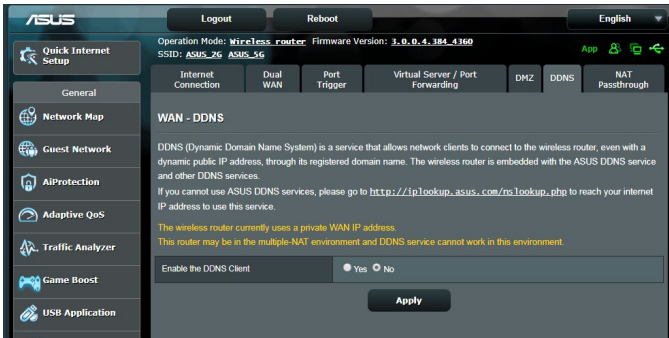 ASUS
Logout
Reboot
English
Quick Internet
Setup
Operation Mode: Wireless router Firmware Version: 3.0.0.4.384_4360
SSID: ASUS_2G ASUS_5G
App
General
Network Map
Guest Network
AiProtection
Adaptive QoS
Traffic Analyzer
Game Boost
USB Application
Internet
Connection
Dual
WAN
Port
Trigger
Virtual Server / Port
Forwarding
DMZ
DDNS
NAT
Passthrough
WAN - DDNS
DDNS (Dynamic Domain Name System) is a service that allows network clients to connect to the wireless router, even with a
dynamic public IP address, through its registered domain name. The wireless router is embedded with the ASUS DDNS service
and other DDNS services.
If you cannot use ASUS DDNS services, please go to http://iplookup.asus.com/nslookup.php to reach your internet
IP address to use this service.
The wireless router currently uses a private WAN IP
address.
This router may be in the multiple-NAT environment and DDNS service cannot work in this environment.
Enable the DDNS Client
Yes No
Apply